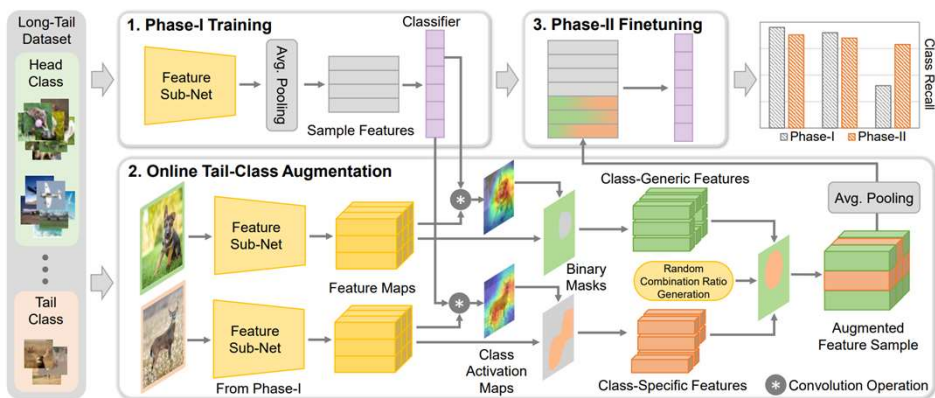 Long-Tail
Dataset
Head
Class
Tail
Class
1. Phase-I Training
Feature
Sub-Net
Avg. Pooling
Sample Features
Classifier
3. Phase-II Finetuning
Class Recall
Phase-I
Phase-II
2. Online Tail-Class Augmentation
Feature
Sub-Net
Feature Maps
*
Feature
Sub-Net
From Phase-I
*
Class
Activation
Maps
Binary
Masks
Class-Generic Features
Random
Combination Ratio
Generation
Class-Specific Features
Avg. Pooling
Augmented
Feature Sample
* Convolution Operation